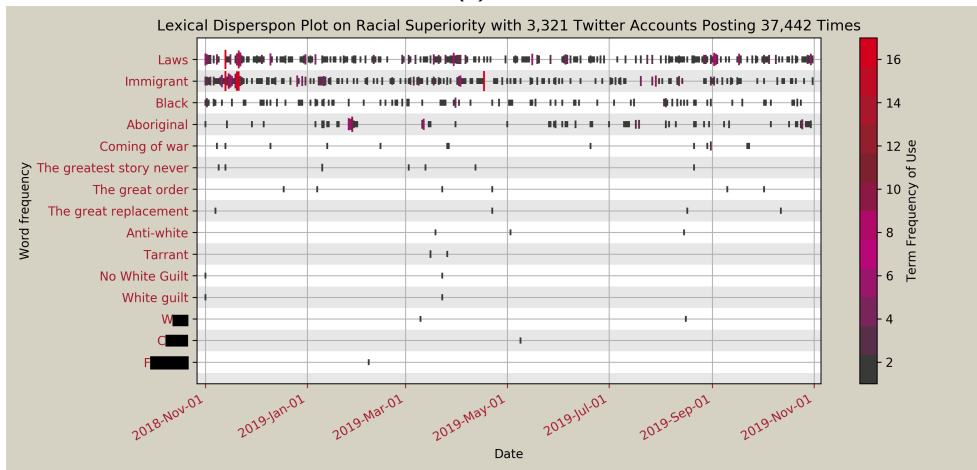 Lexical Disperspon Plot on Racial Superiority with 3,321 Twitter Accounts Posting 37,442 Times
Word frequency
Laws
Immigrant
Black
Aboriginal
Coming of war
The greatest story never
The great order
The great replacement
Anti-white
Tarrant
No White Guilt
White guilt
W
C
F
2018-Nov-01
2019-Jan-01
2019-Mar-01
2019-May-01
2019-Jul-01
2019-Sep-01
2019-Nov-01
Date
16
14
12
10
8
6
4
2
Term Frequency of Use